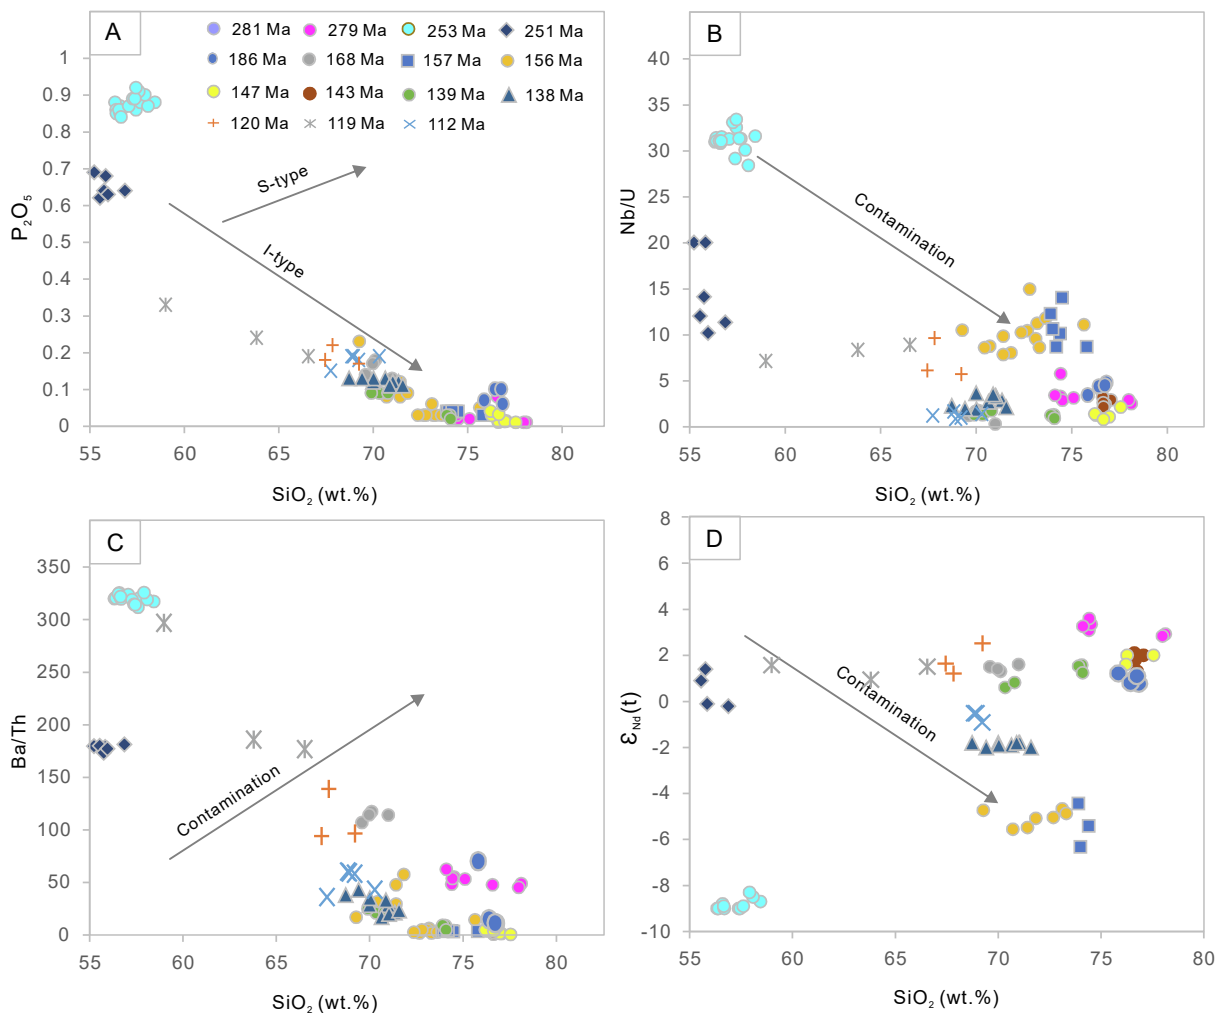 A
281 Ma 279 Ma 253 Ma 251 Ma
186 Ma 168 Ma 157 Ma 156 Ma
147 Ma 143 Ma 139 Ma 138 Ma
120 Ma 119 Ma 112 Ma
1
0.9
0.8
0.7
0.6
0.5
0.4
0.3
0.2
0.1
0
P₂O₅
S-type
I-type
55 60 65 70 75 80
SiO₂ (wt.%)
B
40
35
30
25
20
15
10
5
0
Nb/U
Contamination
55 60 65 70 75 80
SiO₂ (wt.%)
C
350
300
250
200
150
100
50
0
Ba/Th
Contamination
55 60 65 70 75 80
SiO₂ (wt.%)
D
8
6
4
2
0
-2
-4
-6
-8
-10
Ɛ_Nd(t)
Contamination
55 60 65 70 75 80
SiO₂ (wt.%)